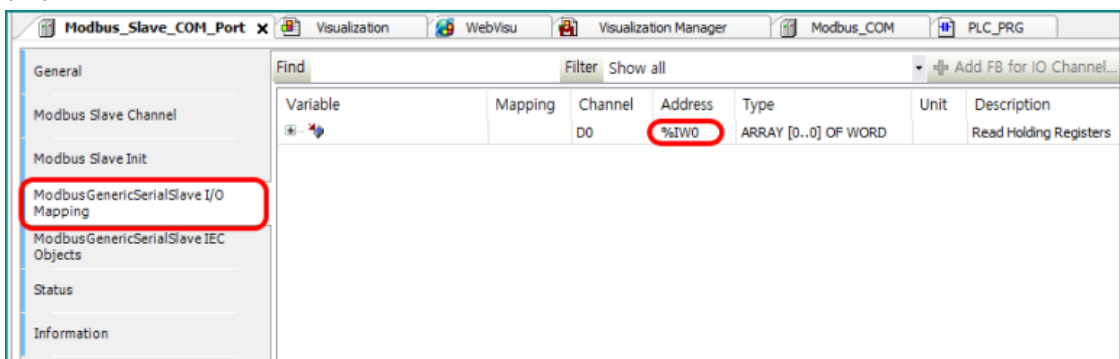 Modbus_Slave_COM_Port x Visualization WebVisu Visualization Manager Modbus_COM PLC_PRG
General
Modbus Slave Channel
Modbus Slave Init
ModbusGenericSerialSlave I/O
Mapping
ModbusGenericSerialSlave IEC
Objects
Status
Information
Find Filter Show all Add FB for IO Channel...
Variable Mapping Channel Address Type Unit Description
D0 %IW0 ARRAY [0..0] OF WORD Read Holding Registers